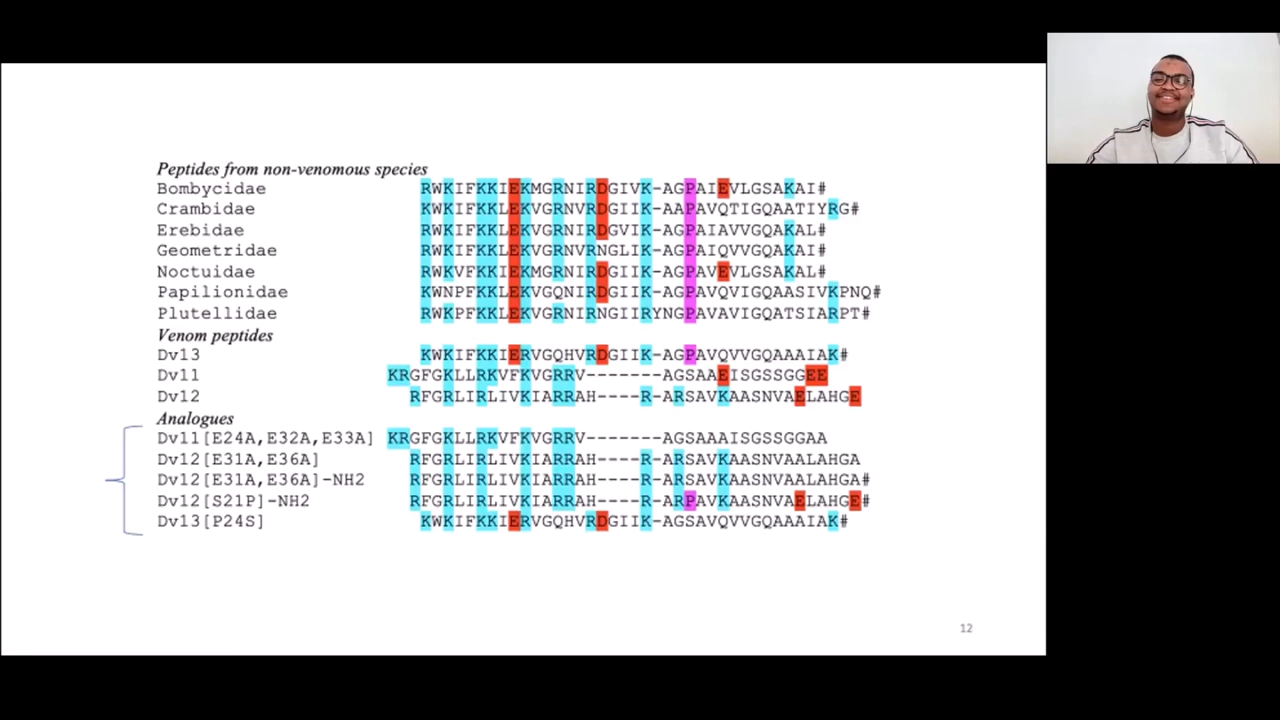 Peptides from non-venomous species
Bombycidae RWKIFKKIEKMGRNIRDGIVK-AGPAIEVLGSAKAI#
Crambidae KWKIFKKLEKVGRNVRDGIIK-AAPAVQTIGQAATIYRG#
Erebidae RWKIFKKIEKVGRNIRDGVIK-AGPAIAVVGQAKAL#
Geometridae RWKIFKKIEKVGRNVRNGLIK-AGPAIQVVGQAKAI#
Noctuidae RWKVFKKIEKMGRNIRDGIIK-AGPAVEVLGSAKAL#
Papilionidae KWNPFKKLEKVGQNIRDGIIK-AGPAVQVIGQAASIVKPNQ#
Plutellidae RWKPFKKLEKVGRNIRNGIIRYNGPAVAVIGQATSIARPT#
Venom peptides
Dv13 KWKIFKKIERVGQHVRDGIIK-AGPAVQVVGQAAAIAK#
Dv11 KRGFGKLLRKVFKVGRRV-------AGSAAEISGSSGGEE
Dv12 RFGRLIRLIVKIARRAH----R-ARSAVKAASNVAELAHGE
Analogues
Dv11[E24A,E32A,E33A] KRGFGKLLRKVFKVGRRV-------AGSAAAISGSSGGAA
Dv12[E31A,E36A] RFGRLIRLIVKIARRAH----R-ARSAVKAASNVAALAHGA
Dv12[E31A,E36A]-NH2 RFGRLIRLIVKIARRAH----R-ARSAVKAASNVAALAHGA#
Dv12[S21P]-NH2 RFGRLIRLIVKIARRAH----R-ARPAVKAASNVAELAHGE#
Dv13[P24S] KWKIFKKIERVGQHVRDGIIK-AGSAVQVVGQAAAIAK#
12